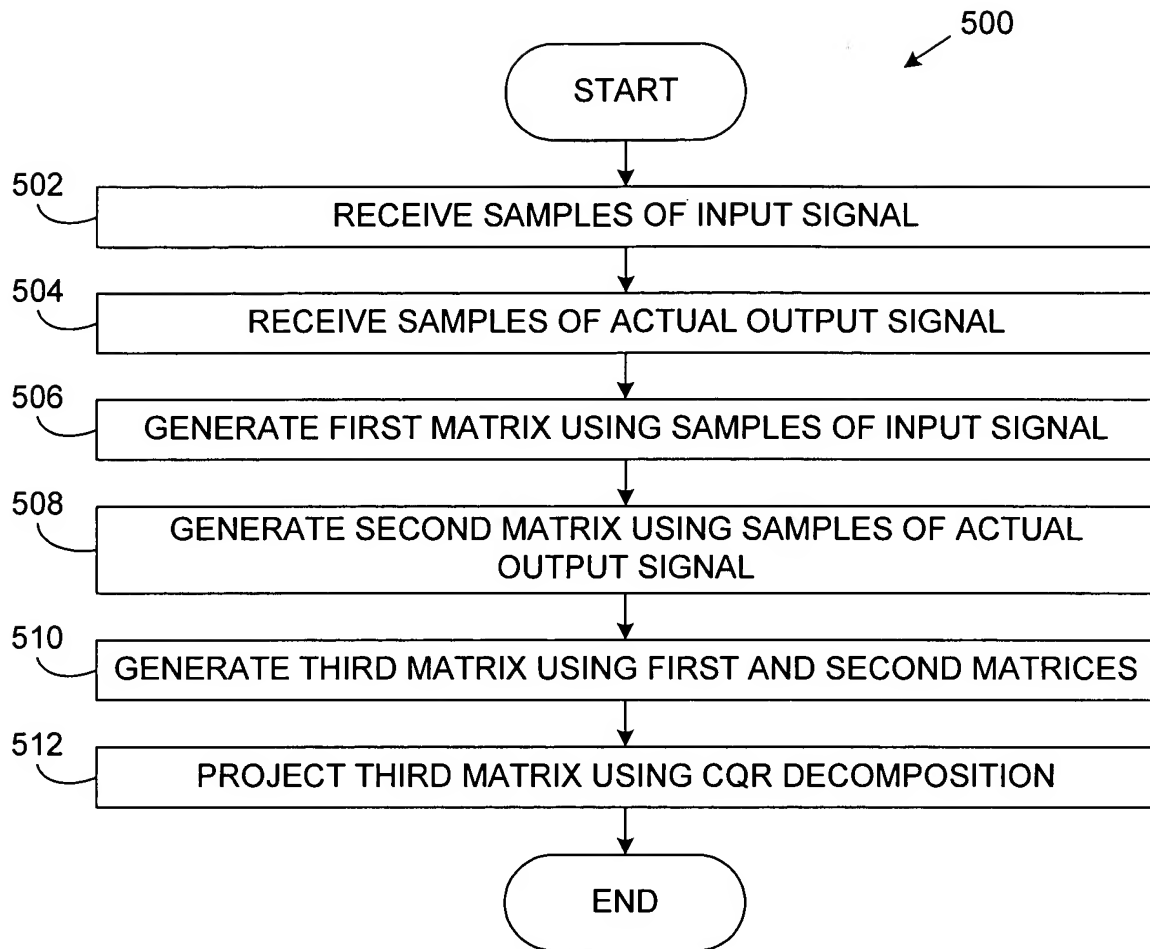 500
START
502
RECEIVE SAMPLES OF INPUT SIGNAL
504
RECEIVE SAMPLES OF ACTUAL OUTPUT SIGNAL
506
GENERATE FIRST MATRIX USING SAMPLES OF INPUT SIGNAL
508
GENERATE SECOND MATRIX USING SAMPLES OF ACTUAL
OUTPUT SIGNAL
510
GENERATE THIRD MATRIX USING FIRST AND SECOND MATRICES
512
PROJECT THIRD MATRIX USING CQR DECOMPOSITION
END